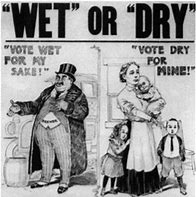 "WET" OR "DRY"
"VOTE WET
FOR MY
SAKE!"
"VOTE DRY
FOR
MINE!"